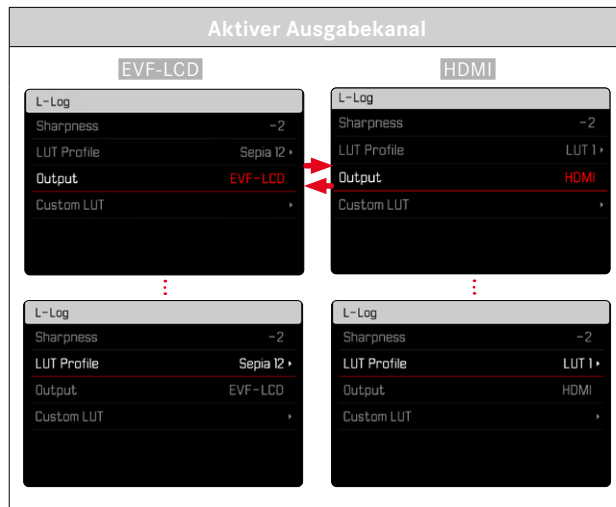 Aktiver Ausgabekanal
EVF-LCD
L-Log
Sharpness -2
LUT Profile Sepia 12
Output EVF-LCD
Custom LUT
HDMI
L-Log
Sharpness -2
LUT Profile LUT 1
Output HDMI
Custom LUT
L-Log
Sharpness -2
LUT Profile Sepia 12
Output EVF-LCD
Custom LUT
L-Log
Sharpness -2
LUT Profile LUT 1
Output HDMI
Custom LUT